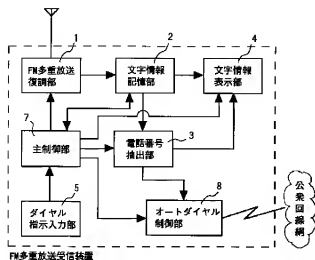 1
FM多重放送
復調部
2
文字情報
記憶部
4
文字情報
表示部
7
主制御部
3
電話番号
抽出部
5
ダイヤル
指示入力部
8
オートダイヤル
制御部
公衆回線網
FM多重放送受信装置